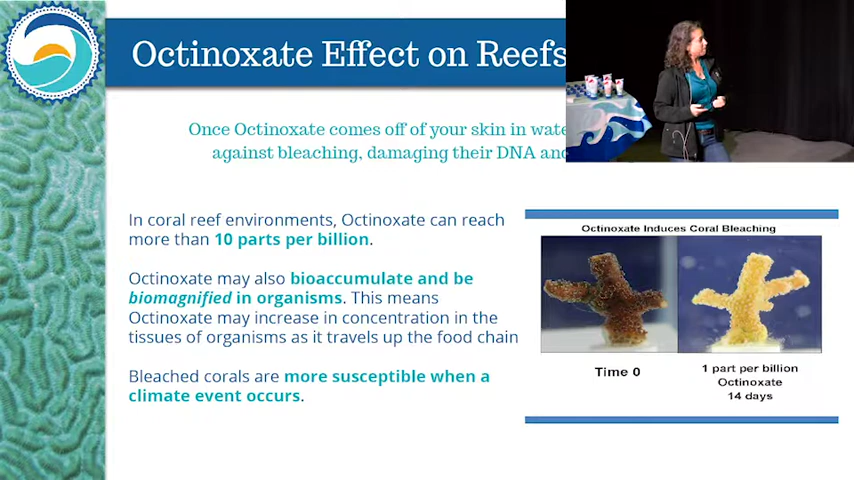 Octinoxate Effect on Reefs
Once Octinoxate comes off of your skin in
against bleaching, damaging their DNA and
In coral reef environments, Octinoxate can reach
more than 10 parts per billion.
Octinoxate may also bioaccumulate and be
biomagnified in organisms. This means
Octinoxate may increase in concentration in the
tissues of organisms as it travels up the food chain
Bleached corals are more susceptible when a
climate event occurs.
Octinoxate Induces Coral Bleaching
Time 0
1 part per billion
Octinoxate
14 days